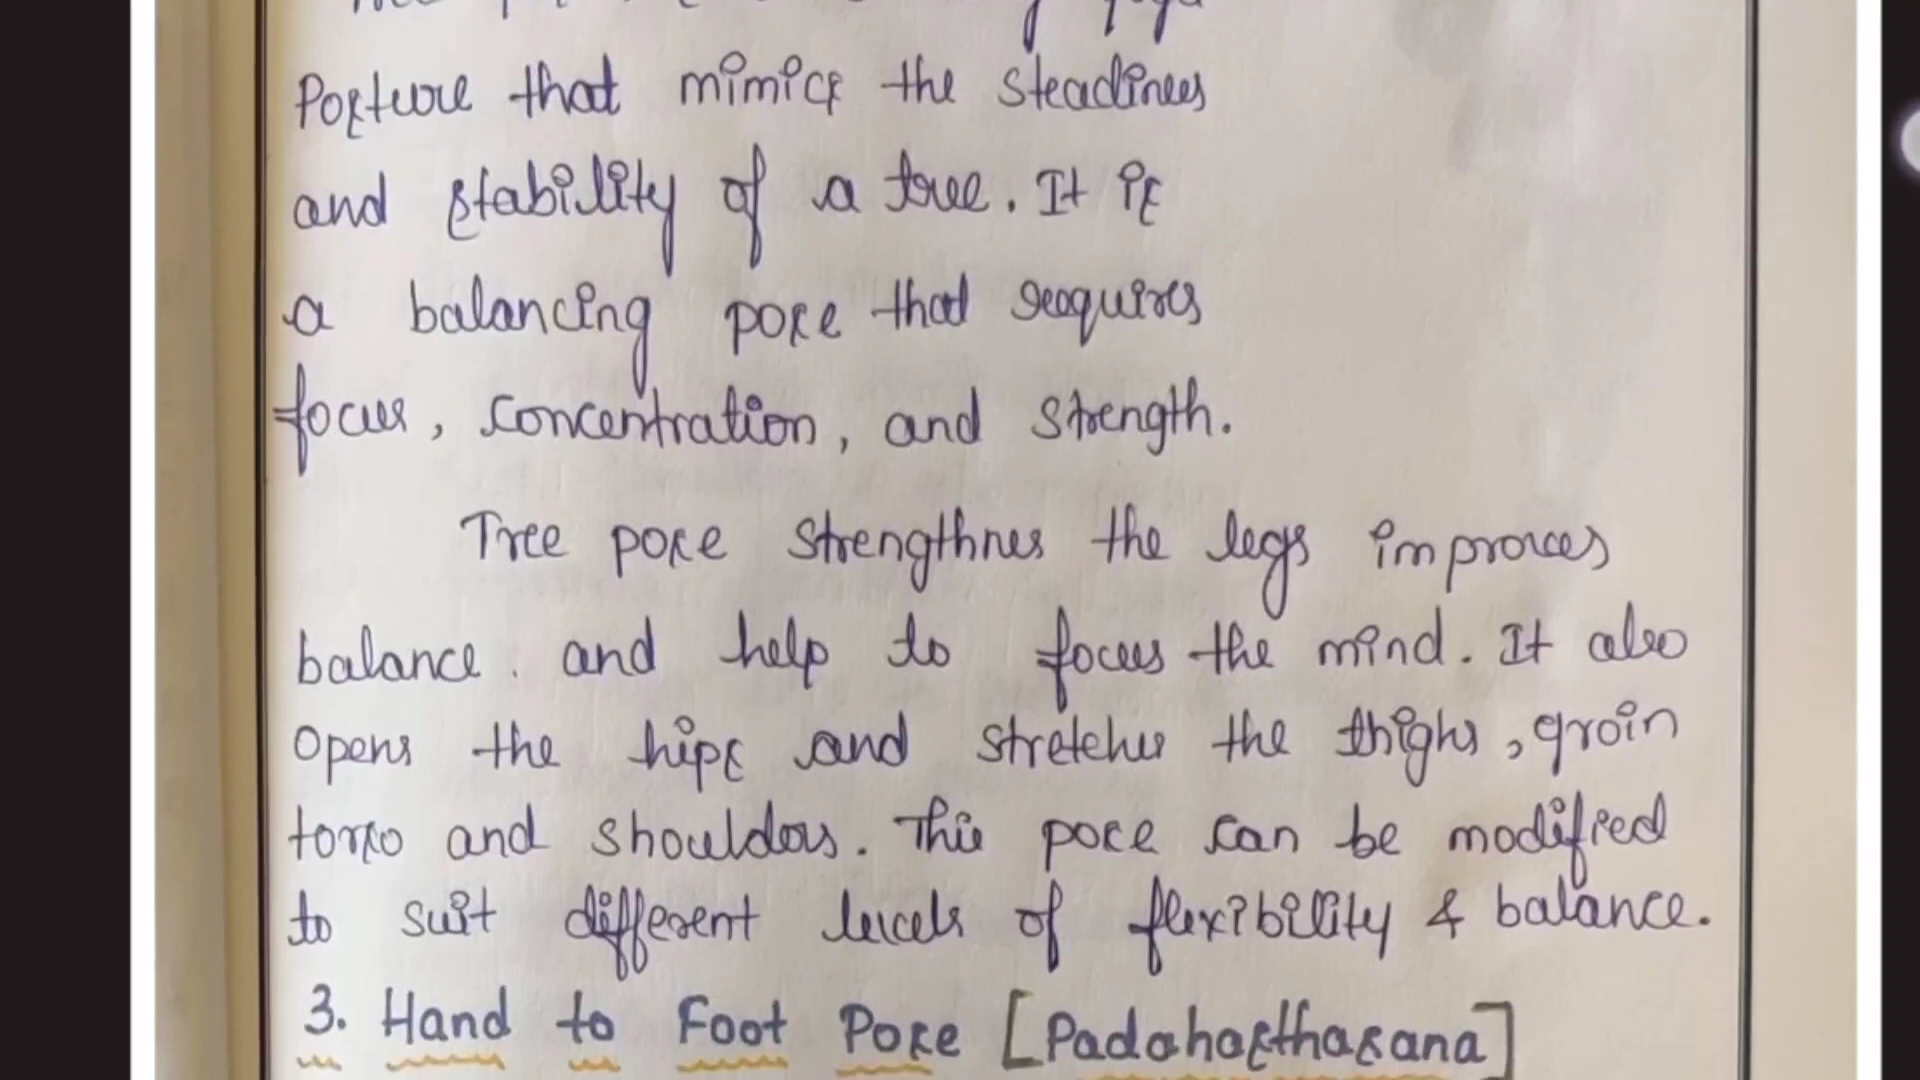 yoga
Posture that mimics the steadiness
and stability of a tree. It is
a balancing pose that reaquires
focus, concentration, and strength.
Tree pose strengthnes the legs improves
balance. and help to focus the mind. It also
opens the hips and stretches the thighs, groin
torso and shoulders. This pose can be modified
to suit different levels of flexibility & balance.
3. Hand to Foot Pose [Padahasthasana]